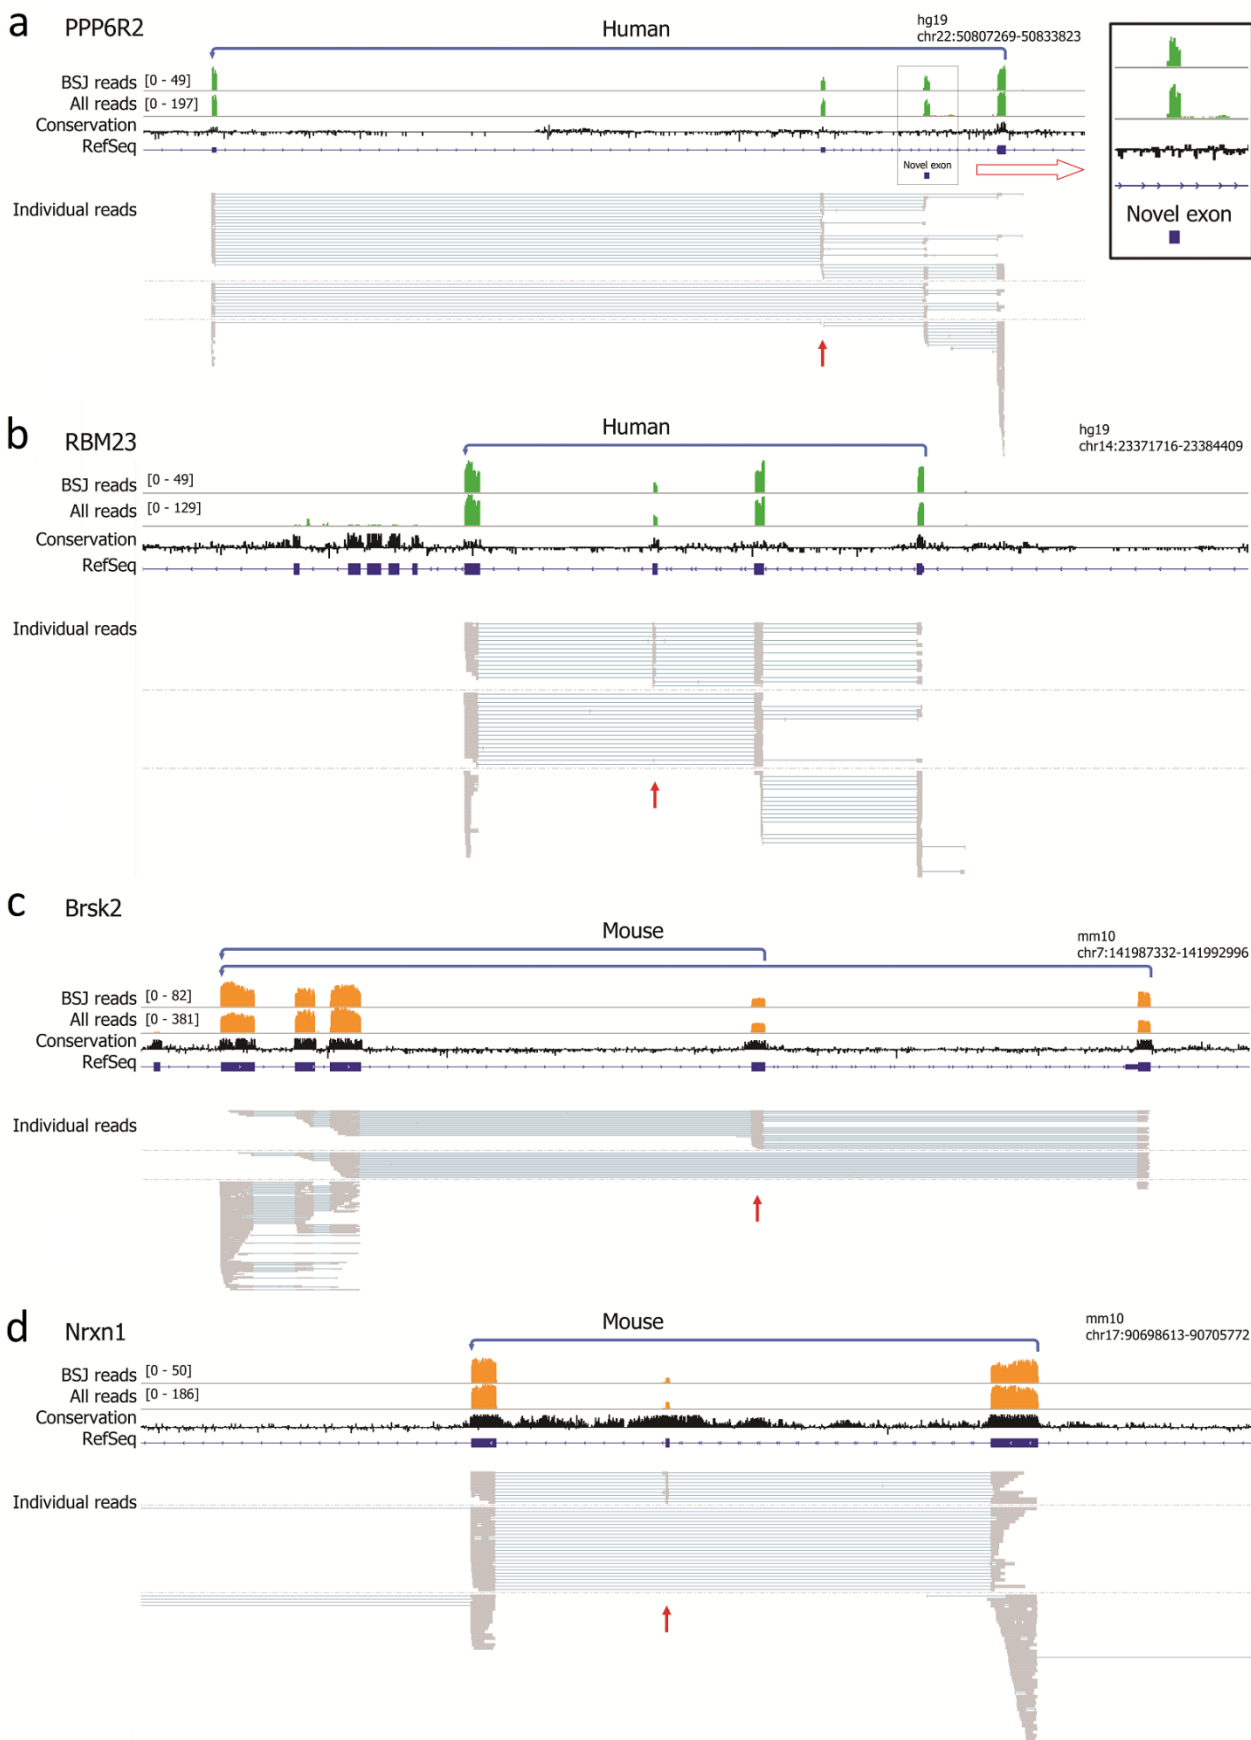 a PPP6R2
Human
hg19
chr22:50807269-50833823
BSJ reads [0 - 49]
All reads [0 - 197]
Conservation
RefSeq
Novel exon
Individual reads
Novel exon
b RBM23
Human
hg19
chr14:23371716-23384409
BSJ reads [0 - 49]
All reads [0 - 129]
Conservation
RefSeq
Individual reads
c Brsk2
Mouse
mm10
chr7:141987332-141992996
BSJ reads [0 - 82]
All reads [0 - 381]
Conservation
RefSeq
Individual reads
d Nrxn1
Mouse
mm10
chr17:90698613-90705772
BSJ reads [0 - 50]
All reads [0 - 186]
Conservation
RefSeq
Individual reads